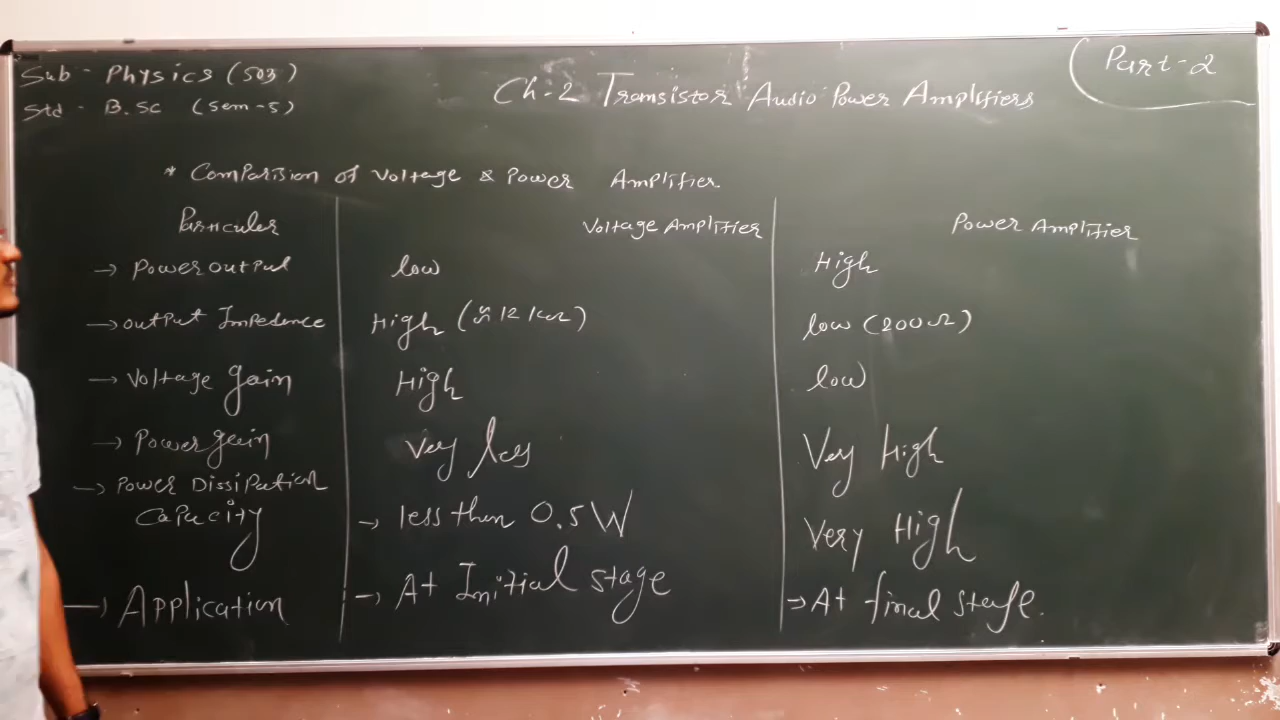 Sub - Physics (503)
Std - B.Sc (Sem-5)
Part-2
Ch:2 Transistor Audio Power Amplifiers
* Comparision of Voltage & Power Amplifier.
Particuler Voltage Amplifier Power Amplifier
→ Power output low High
→ output Impedence High (≈ 12 kΩ) low (200Ω)
→ Voltage gain High low
→ Power gain Very less Very High
→ Power Dissipation
capacity → less then 0.5W Very High
→ Application → At Initial stage → At final stage.